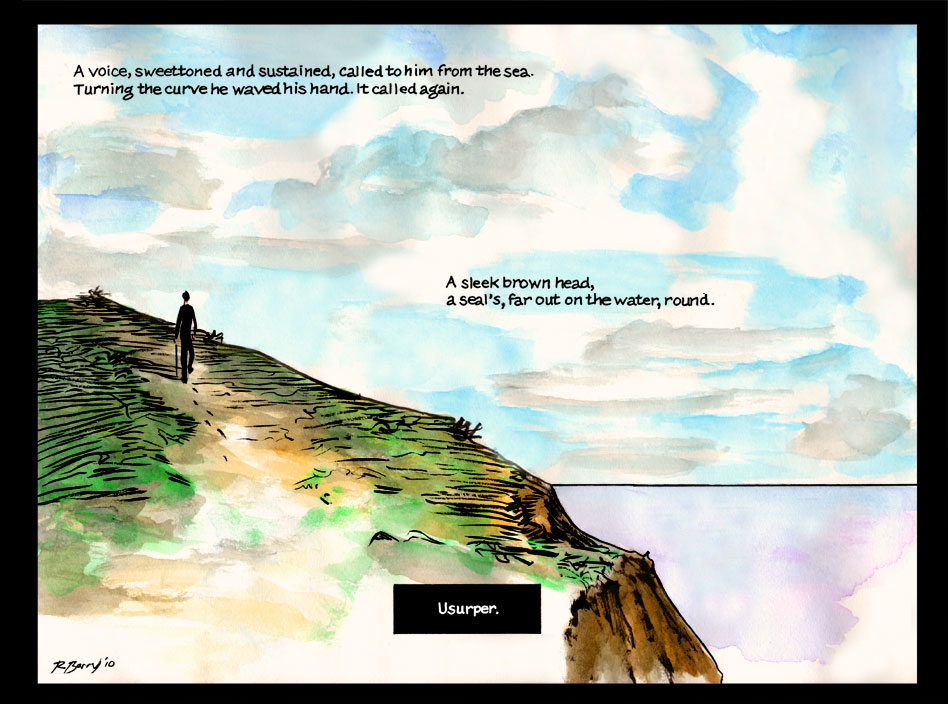 A voice, sweettoned and sustained, called to him from the sea.
Turning the curve he waved his hand. It called again.
A sleek brown head,
a seal's, far out on the water, round.
Usurper.
R.Berry '10